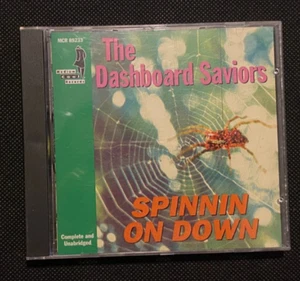 The
Dashboard Saviors
SPINNIN
ON DOWN
Complete and
Unabridged